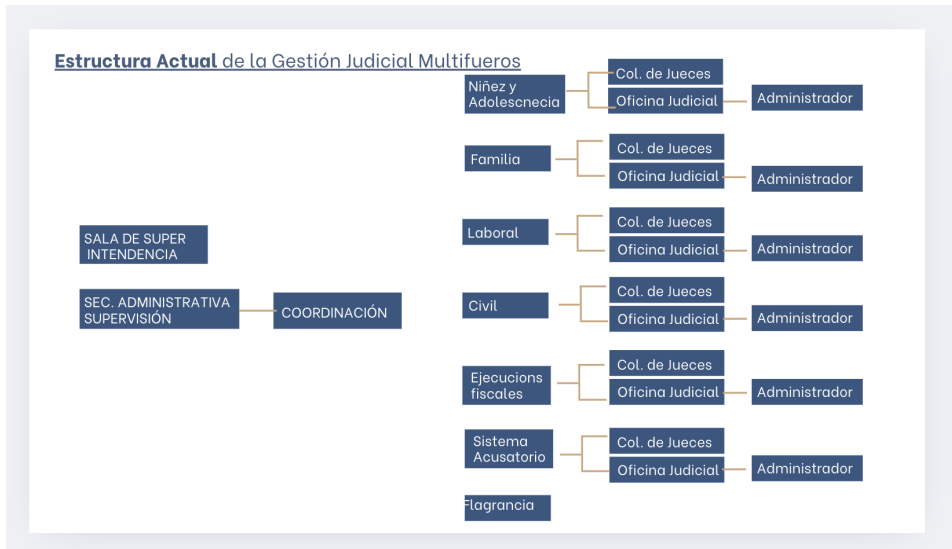 Estructura Actual de la Gestión Judicial Multifueros
SALA DE SUPER
INTENDENCIA
SEC. ADMINISTRATIVA
SUPERVISIÓN
COORDINACIÓN
Niñez y
Adolescnecia
Col. de Jueces
Oficina Judicial
Administrador
Familia
Col. de Jueces
Oficina Judicial
Administrador
Laboral
Col. de Jueces
Oficina Judicial
Administrador
Civil
Col. de Jueces
Oficina Judicial
Administrador
Ejecucions
fiscales
Col. de Jueces
Oficina Judicial
Administrador
Sistema
Acusatorio
Col. de Jueces
Oficina Judicial
Administrador
Flagrancia